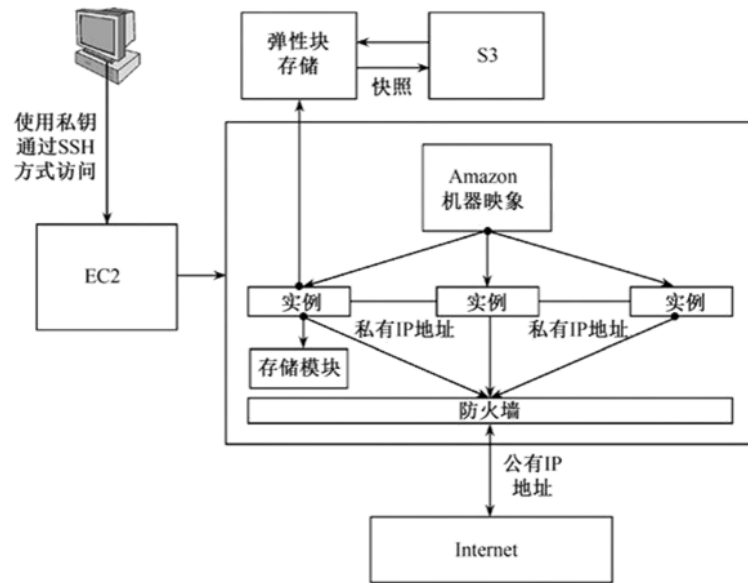 弹性块
存储
S3
快照
使用私钥
通过SSH
方式访问
Amazon
机器映象
EC2
实例
实例
实例
私有IP地址
私有IP地址
存储模块
防火墙
公有IP
地址
Internet